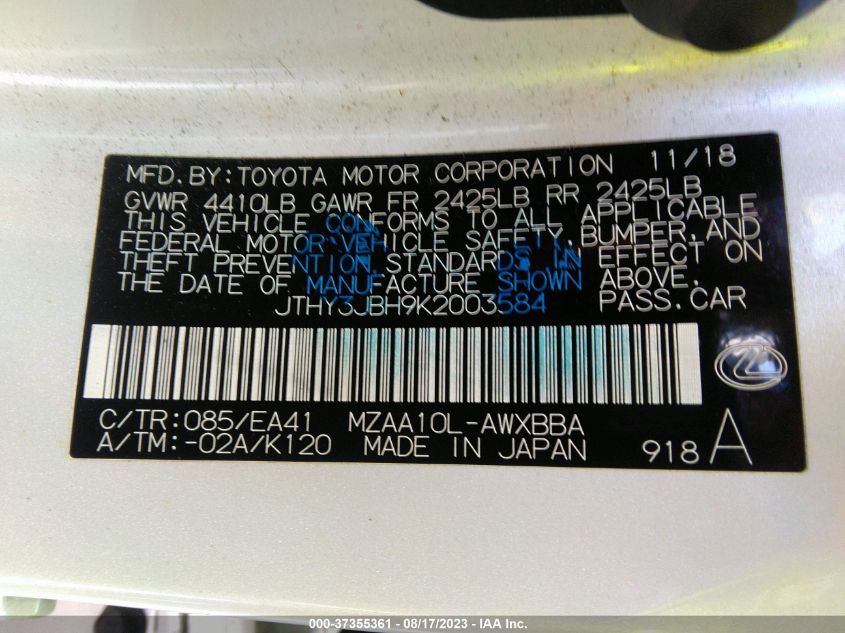 MFD. BY: TOYOTA MOTOR CORPORATION 11/18
GVWR 4410LB GAWR FR 2425LB RR 2425LB
THIS VEHICLE CONFORMS TO ALL APPLICABLE
FEDERAL MOTOR VEHICLE SAFETY, BUMPER, AND
THEFT PREVENTION STANDARDS IN EFFECT ON
THE DATE OF MANUFACTURE SHOWN ABOVE.
JTHY3JBH9K2003584 PASS. CAR
C/TR: 085/EA41 MZAA10L-AWXBBA
A/TM: -02A/K120 MADE IN JAPAN 918 A
000-37355361 - 08/17/2023 - IAA Inc.